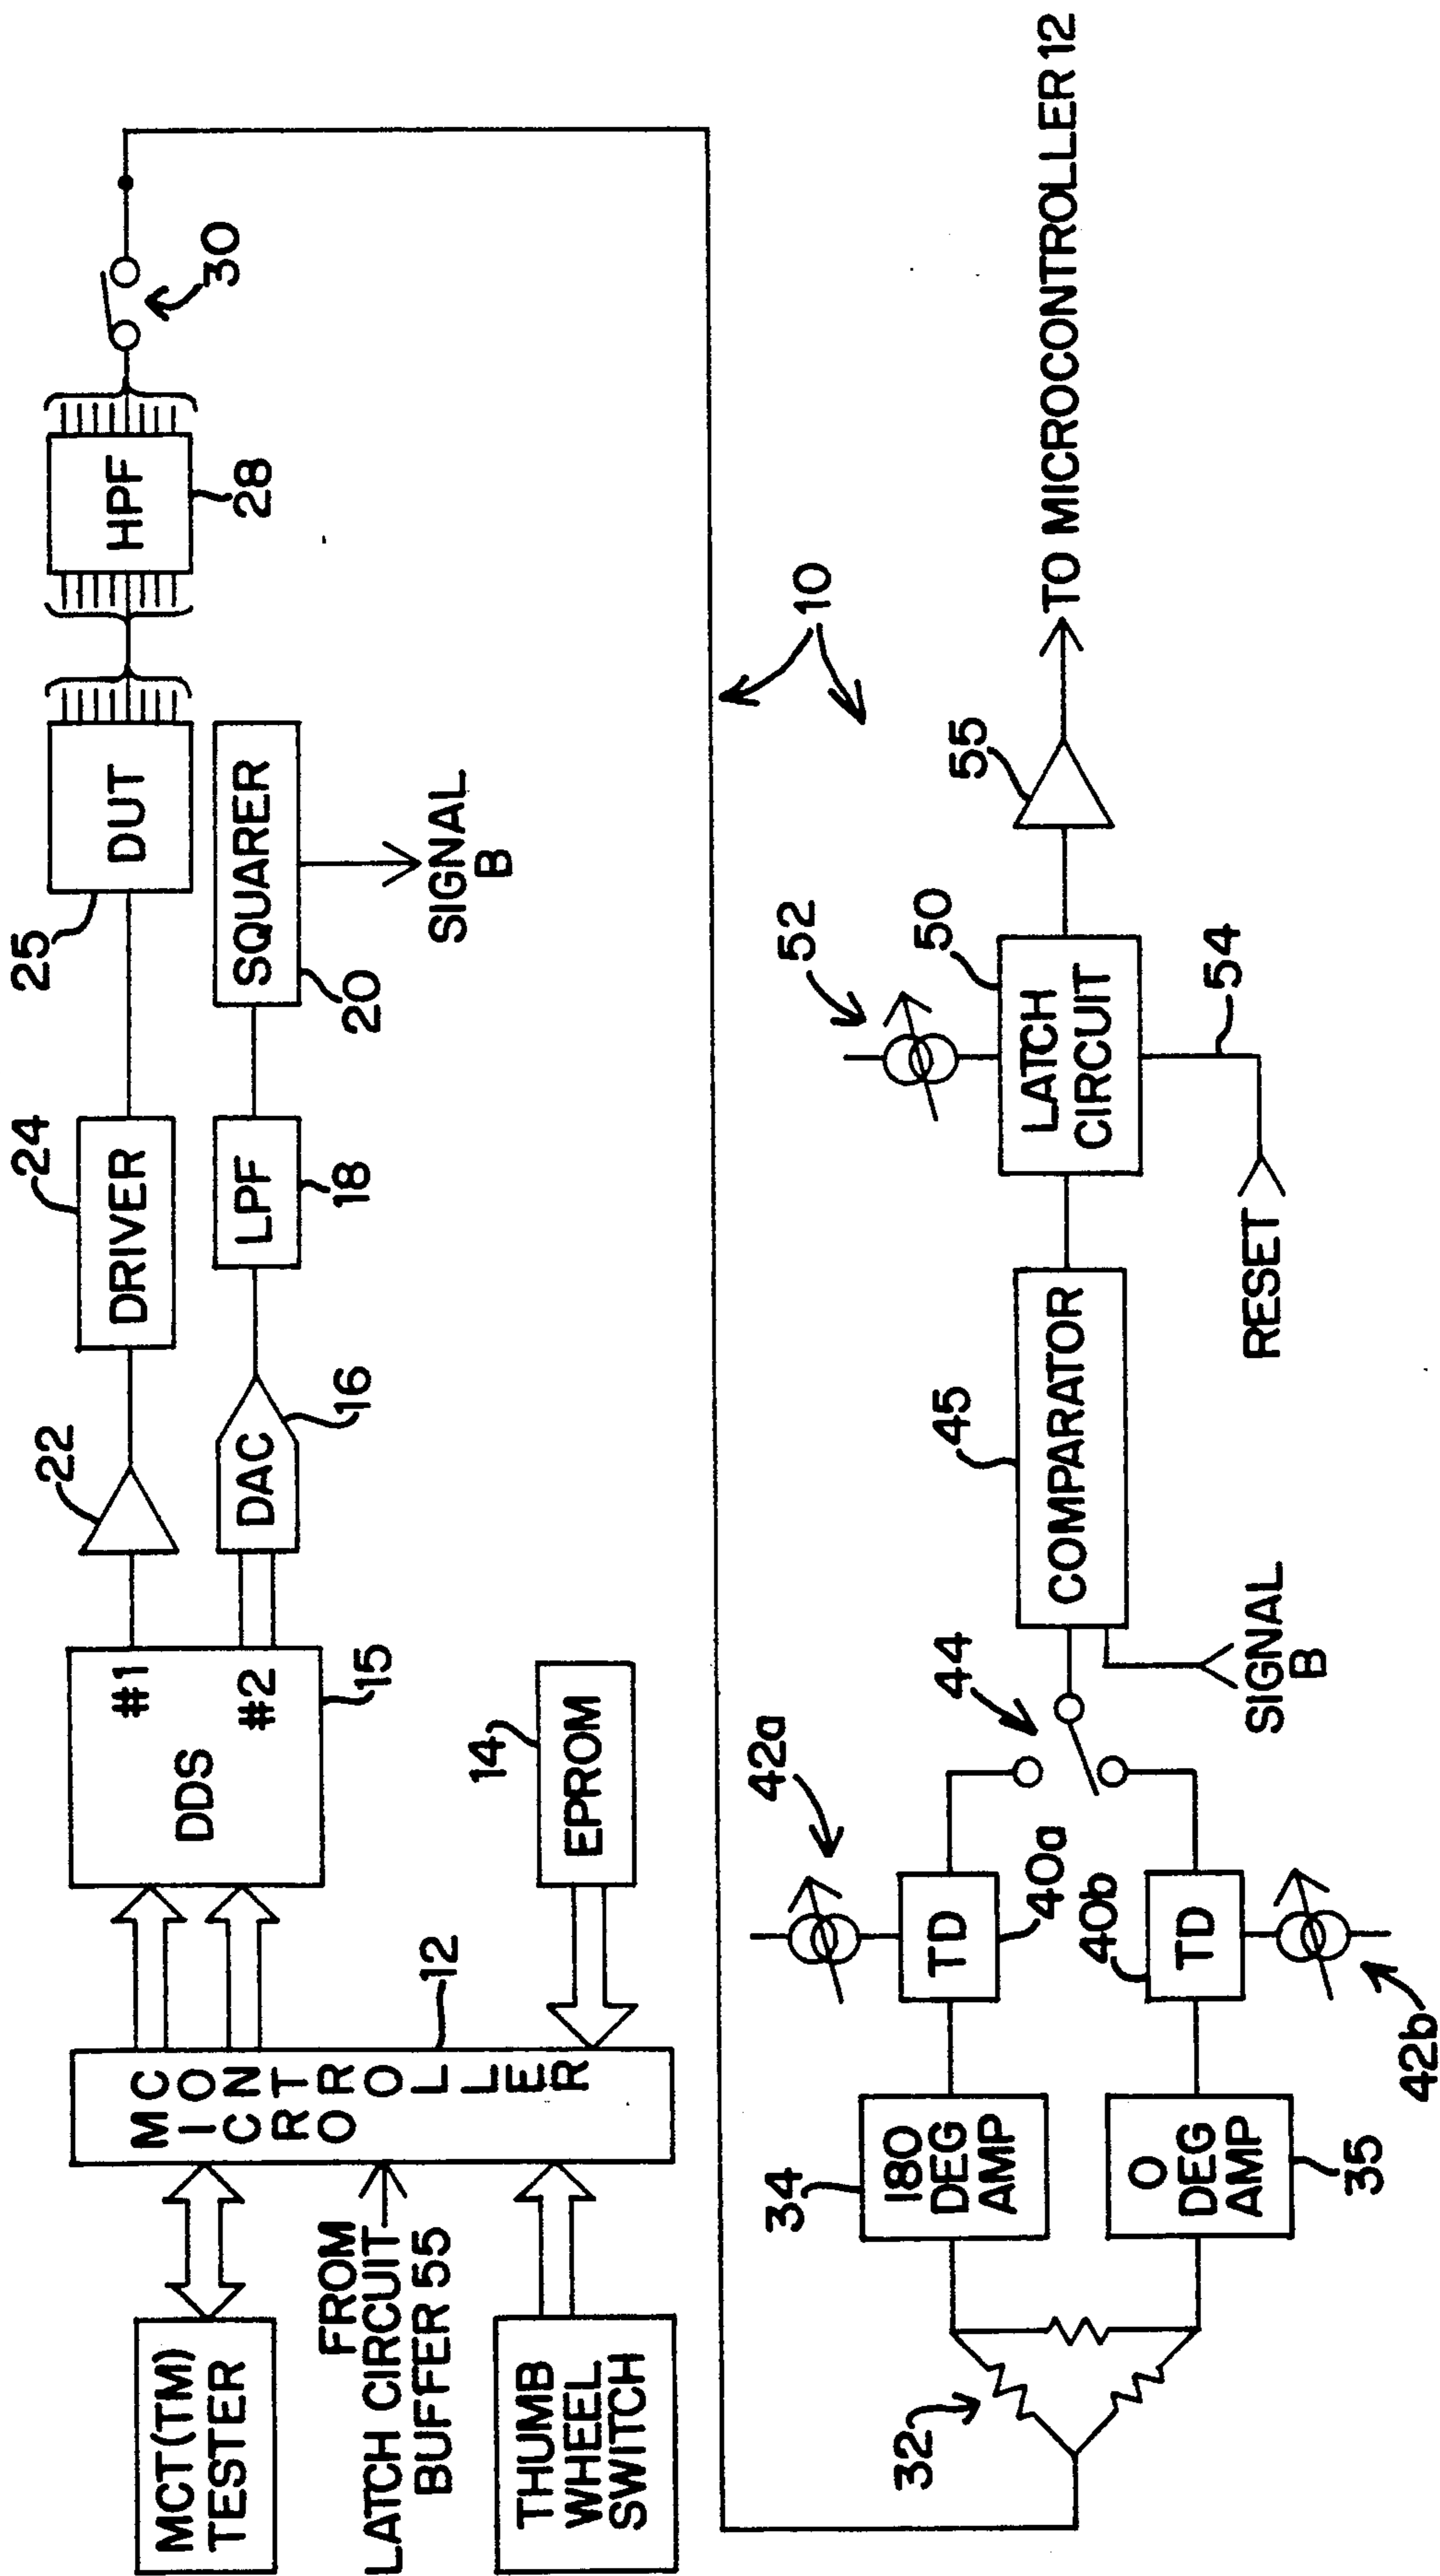 MCT(TM)
TESTER
FROM
LATCH CIRCUIT
BUFFER 55
THUMB
WHEEL
SWITCH
MICRO
CONTROLLER
12
EPROM
14
DDS
#1
#2
15
22
DAC
16
DRIVER
24
LPF
18
SQUARER
20
SIGNAL
B
DUT
25
HPF
28
30
10
32
180
DEG
AMP
34
0
DEG
AMP
35
TD
40a
42a
TD
40b
42b
44
SIGNAL
B
COMPARATOR
45
LATCH
CIRCUIT
50
52
RESET
54
55
TO MICROCONTROLLER 12